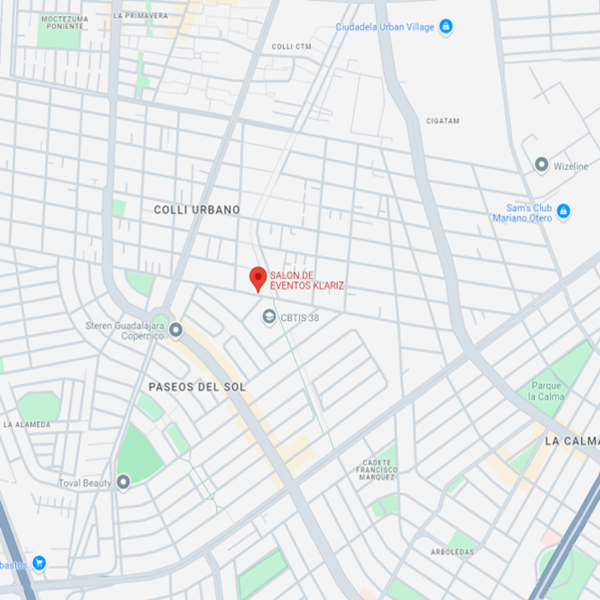 MOCTEZUMA
PONIENTE
LA PRIMAVERA
Ciudadela Urban Village
COLLI CTM
CIGATAM
Wizeline
Sam's Club
Mariano Otero
COLLI URBANO
SALON DE
EVENTOS KLARIZ
CBTIS 38
Steren Guadalajara
Copérnico
PASEOS DEL SOL
Parque
la Calma
LA ALAMEDA
LA CALMA
CADETE
FRANCISCO
MARQUEZ
Toval Beauty
ARBOLEDAS
bastos